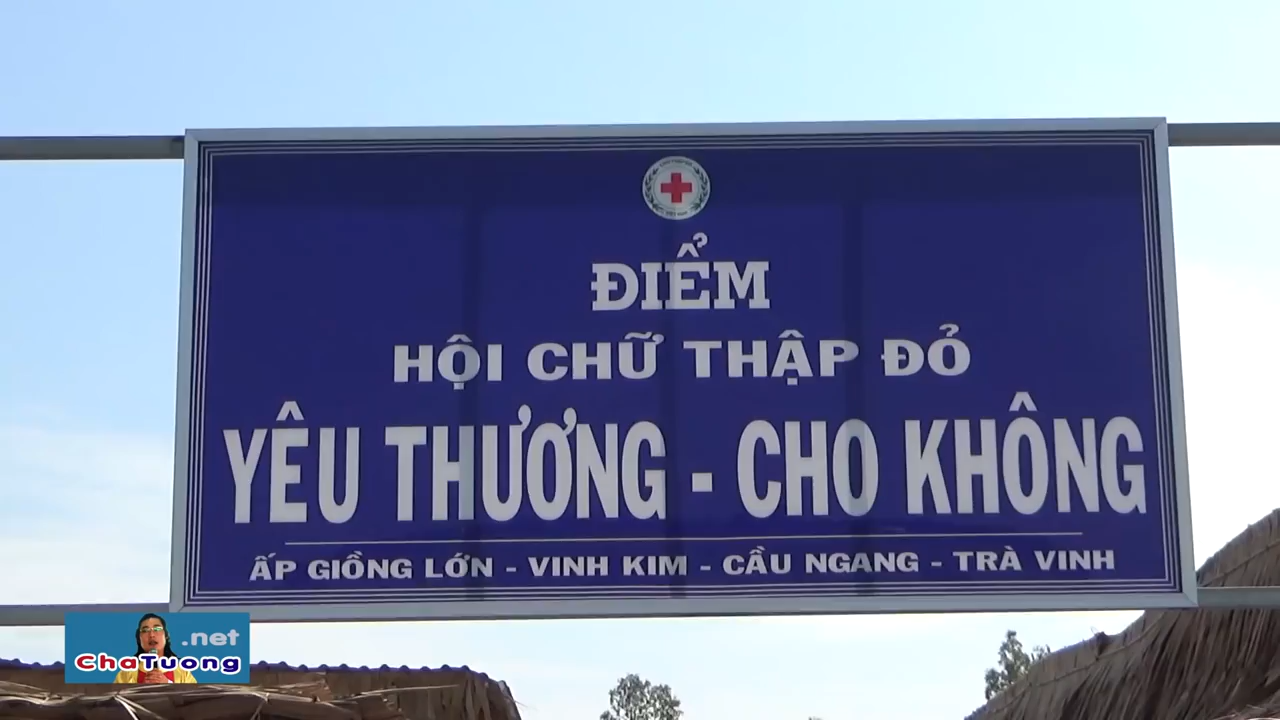 ĐIỂM
HỘI CHỮ THẬP ĐỎ
YÊU THƯƠNG - CHO KHÔNG
ẤP GIỒNG LỚN - VINH KIM - CẦU NGANG - TRÀ VINH
.net
ChaTuong